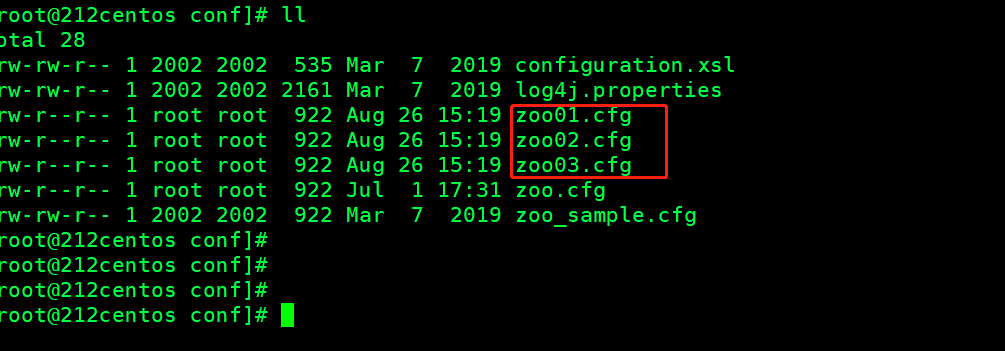 root@212centos conf]# ll
otal 28
rw-rw-r-- 1 2002 2002  535 Mar  7  2019 configuration.xsl
rw-rw-r-- 1 2002 2002 2161 Mar  7  2019 log4j.properties
rw-r--r-- 1 root root  922 Aug 26 15:19 zoo01.cfg
rw-r--r-- 1 root root  922 Aug 26 15:19 zoo02.cfg
rw-r--r-- 1 root root  922 Aug 26 15:19 zoo03.cfg
rw-r--r-- 1 root root  922 Jul  1 17:31 zoo.cfg
rw-rw-r-- 1 2002 2002  922 Mar  7  2019 zoo_sample.cfg
root@212centos conf]#
root@212centos conf]#
root@212centos conf]#
root@212centos conf]#